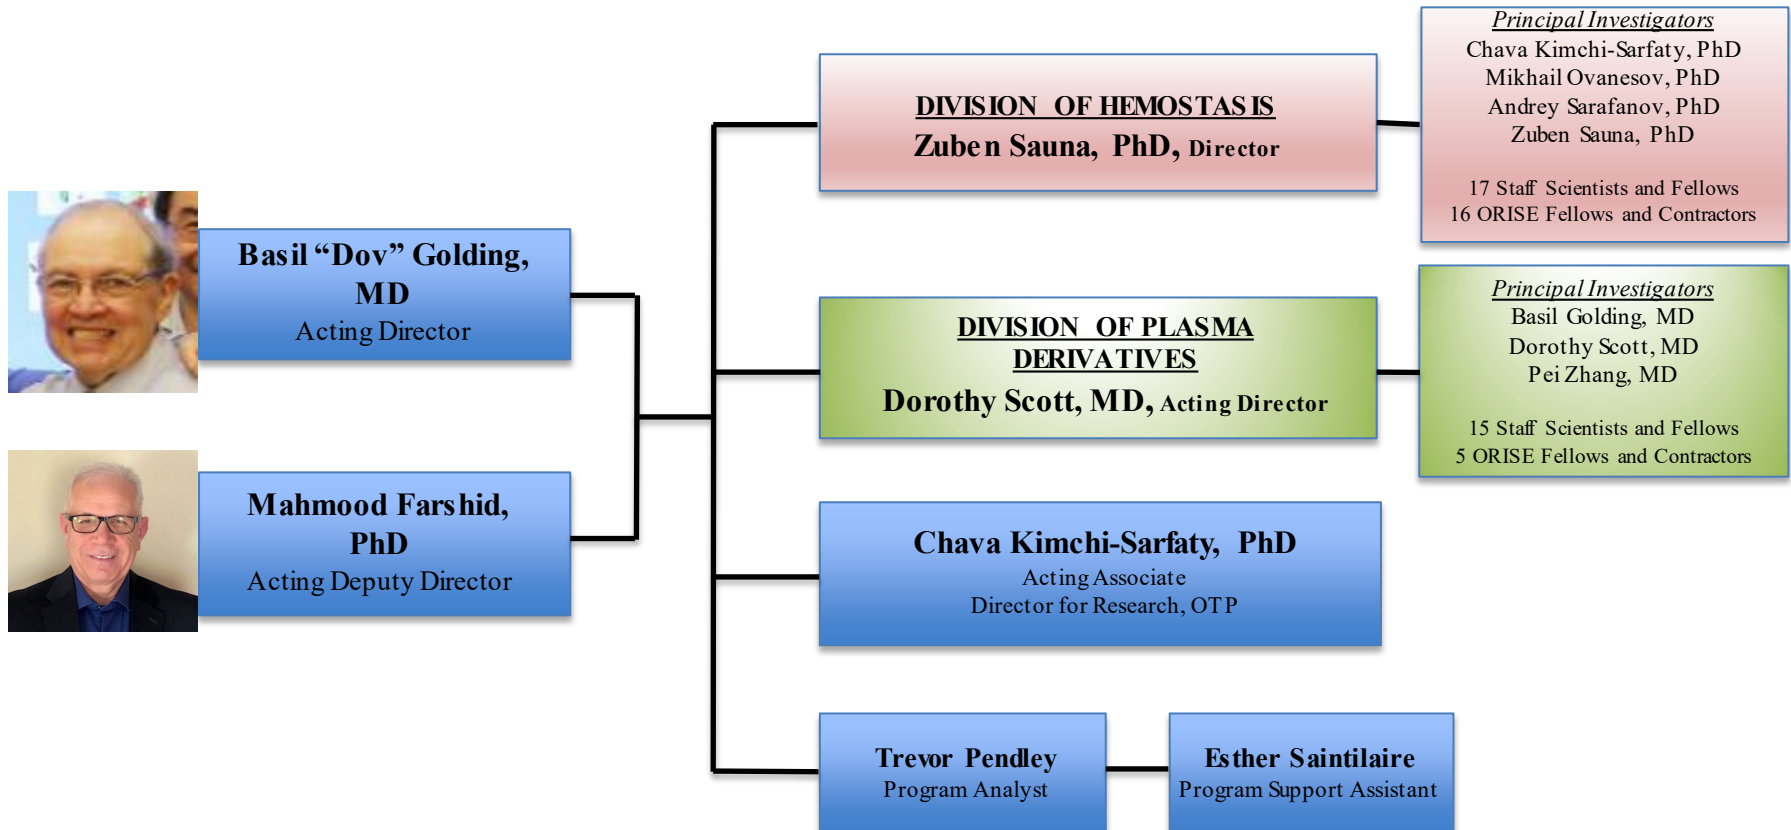 Basil “Dov” Golding,
MD
Acting Director
Mahmood Farshid,
PhD
Acting Deputy Director
DIVISION OF HEMOSTASIS
Zuben Sauna, PhD, Director
Principal Investigators
Chava Kimchi-Sarfaty, PhD
Mikhail Ovanesov, PhD
Andrey Sarafanov, PhD
Zuben Sauna, PhD
17 Staff Scientists and Fellows
16 ORISE Fellows and Contractors
DIVISION OF PLASMA
DERIVATIVES
Dorothy Scott, MD, Acting Director
Principal Investigators
Basil Golding, MD
Dorothy Scott, MD
Pei Zhang, MD
15 Staff Scientists and Fellows
5 ORISE Fellows and Contractors
Chava Kimchi-Sarfaty, PhD
Acting Associate
Director for Research, OTP
Trevor Pendley
Program Analyst
Esther Saintilaire
Program Support Assistant